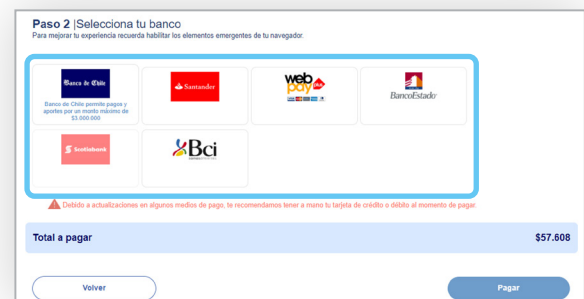 Paso 2 |Selecciona tu banco
Para mejorar tu experiencia recuerda habilitar los elementos emergentes de tu navegador.
Banco de Chile
Santander
web pay plus
BancoEstado
Banco de Chile permite pagos y
aportes por un monto máximo de
$3.000.000
Scotiabank
Bci
Debido a actualizaciones en algunos medios de pago, te recomendamos tener a mano tu tarjeta de crédito o débito al momento de pagar.
Total a pagar
$57.608
Volver
Pagar